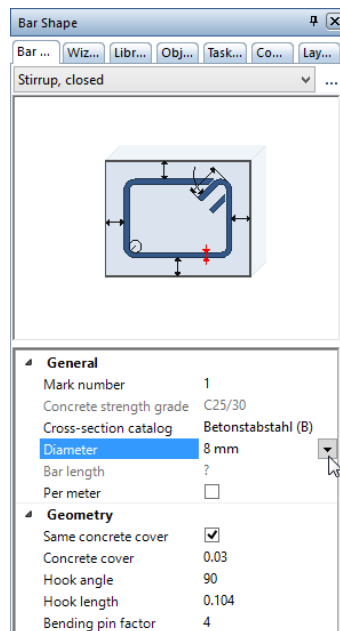 Bar Shape
Bar ... Wiz... Libr... Obj... Task... Co... Lay...
Stirrup, closed ...
General
Mark number 1
Concrete strength grade C25/30
Cross-section catalog Betonstabstahl (B)
Diameter 8 mm
Bar length ?
Per meter
Geometry
Same concrete cover
Concrete cover 0.03
Hook angle 90
Hook length 0.104
Bending pin factor 4